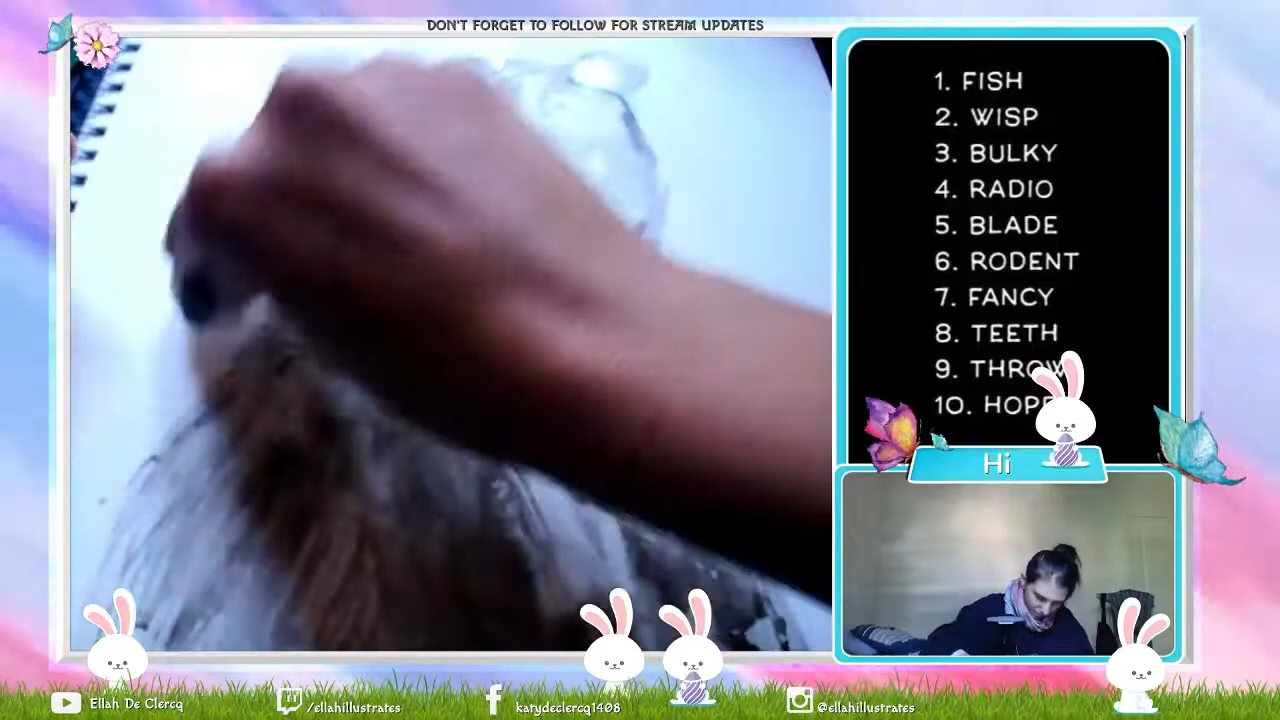 DON'T FORGET TO FOLLOW FOR STREAM UPDATES
1. FISH
2. WISP
3. BULKY
4. RADIO
5. BLADE
6. RODENT
7. FANCY
8. TEETH
9. THROW
10. HOPE
Hi
Ellah De Clercq
/ellahillustrates
katydeclercq1408
@ellahillustrates